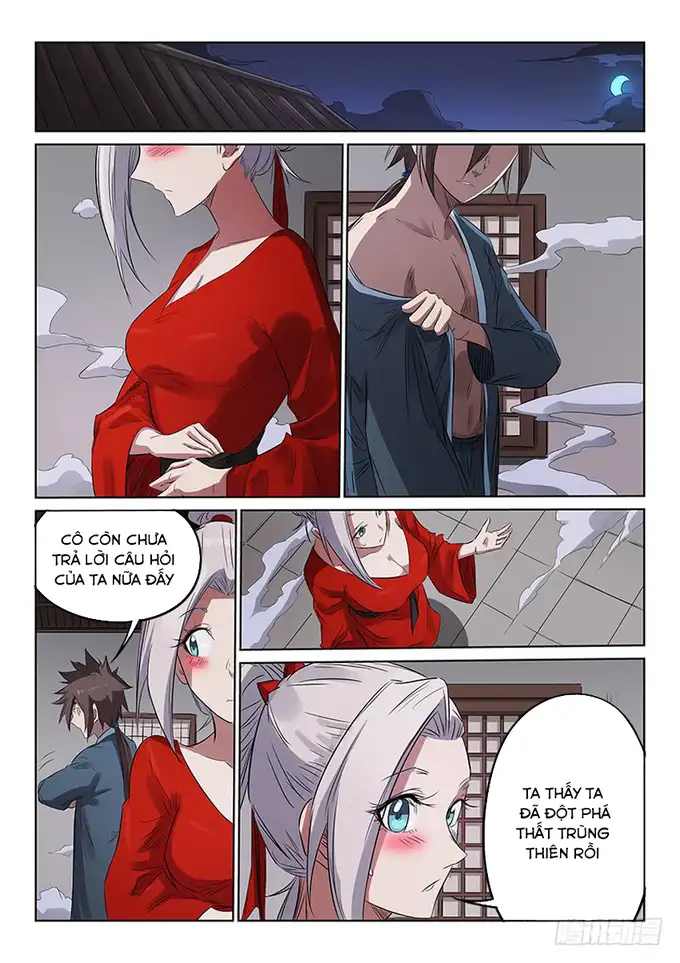 CÔ CÒN CHƯA
TRẢ LỜI CÂU HỎI
CỦA TA NỮA ĐẤY
TA THẤY TA
ĐÃ ĐỘT PHÁ
THẤT TRÙNG
THIÊN RỒI